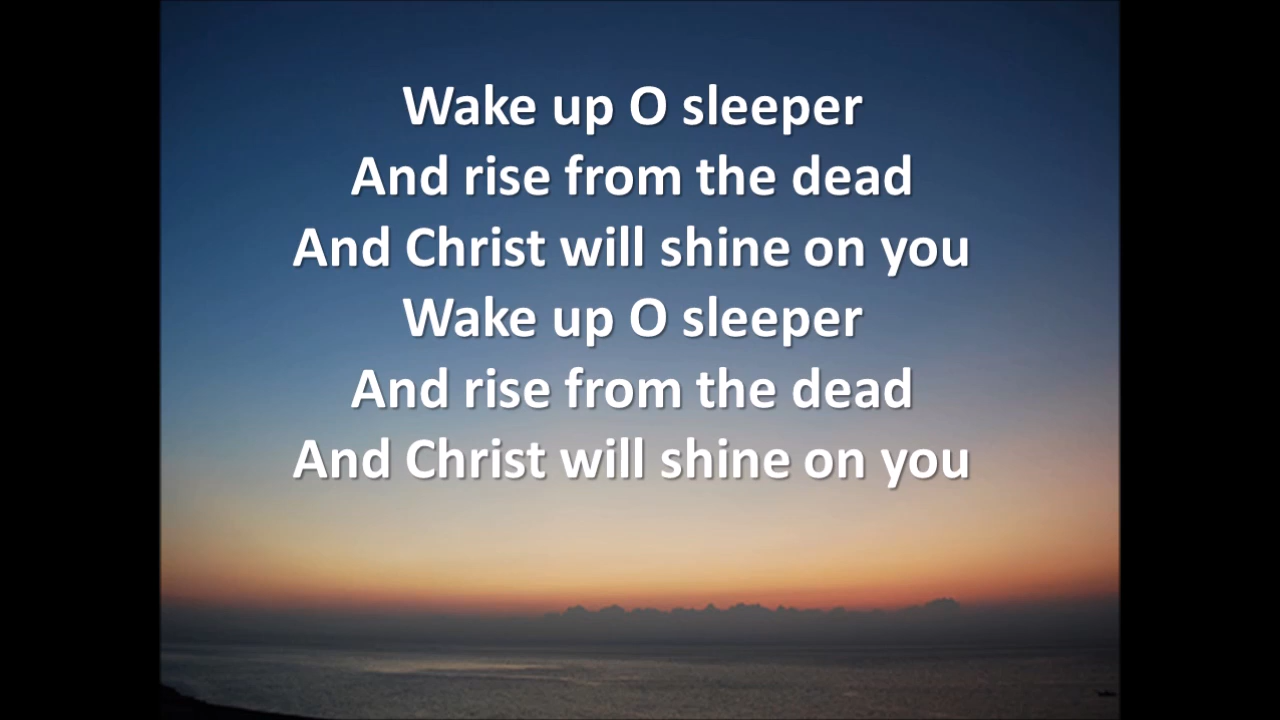 Wake up O sleeper
And rise from the dead
And Christ will shine on you
Wake up O sleeper
And rise from the dead
And Christ will shine on you